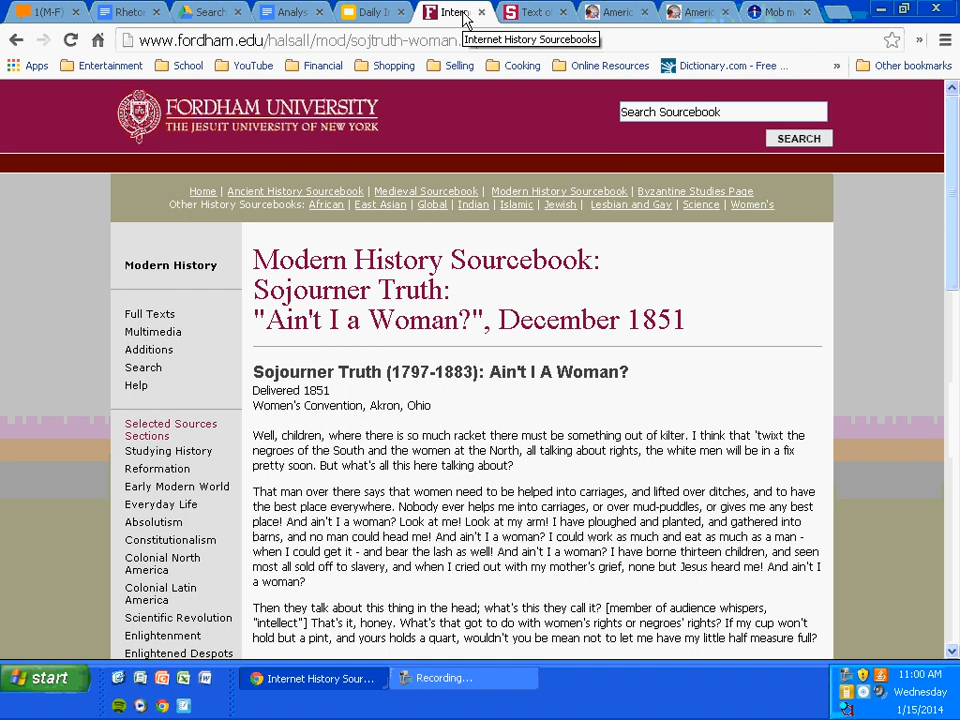 1(M-F)
Rhetor
Search
Analys
Daily I
Intern
Text o
Americ
Americ
Mob m
www.fordham.edu/halsall/mod/sojtruth-woman.
Internet History Sourcebooks
Apps
Entertainment
School
YouTube
Financial
Shopping
Selling
Cooking
Online Resources
Dictionary.com - Free ...
»
Other bookmarks
FORDHAM UNIVERSITY
THE JESUIT UNIVERSITY OF NEW YORK
Search Sourcebook
SEARCH
Home | Ancient History Sourcebook | Medieval Sourcebook | Modern History Sourcebook | Byzantine Studies Page
Other History Sourcebooks: African | East Asian | Global | Indian | Islamic | Jewish | Lesbian and Gay | Science | Women's
Modern History
Full Texts
Multimedia
Additions
Search
Help
Selected Sources
Sections
Studying History
Reformation
Early Modern World
Everyday Life
Absolutism
Constitutionalism
Colonial North
America
Colonial Latin
America
Scientific Revolution
Enlightenment
Enlightened Despots
Modern History Sourcebook:
Sojourner Truth:
"Ain't I a Woman?", December 1851
Sojourner Truth (1797-1883): Ain't I A Woman?
Delivered 1851
Women's Convention, Akron, Ohio
Well, children, where there is so much racket there must be something out of kilter. I think that 'twixt the
negroes of the South and the women at the North, all talking about rights, the white men will be in a fix
pretty soon. But what's all this here talking about?
That man over there says that women need to be helped into carriages, and lifted over ditches, and to have
the best place everywhere. Nobody ever helps me into carriages, or over mud-puddles, or gives me any best
place! And ain't I a woman? Look at me! Look at my arm! I have ploughed and planted, and gathered into
barns, and no man could head me! And ain't I a woman? I could work as much and eat as much as a man -
when I could get it - and bear the lash as well! And ain't I a woman? I have borne thirteen children, and seen
most all sold off to slavery, and when I cried out with my mother's grief, none but Jesus heard me! And ain't I
a woman?
Then they talk about this thing in the head; what's this they call it? [member of audience whispers,
"intellect"] That's it, honey. What's that got to do with women's rights or negroes' rights? If my cup won't
hold but a pint, and yours holds a quart, wouldn't you be mean not to let me have my little half measure full?
start
Internet History Sour...
Recording...
11:00 AM
Wednesday
1/15/2014